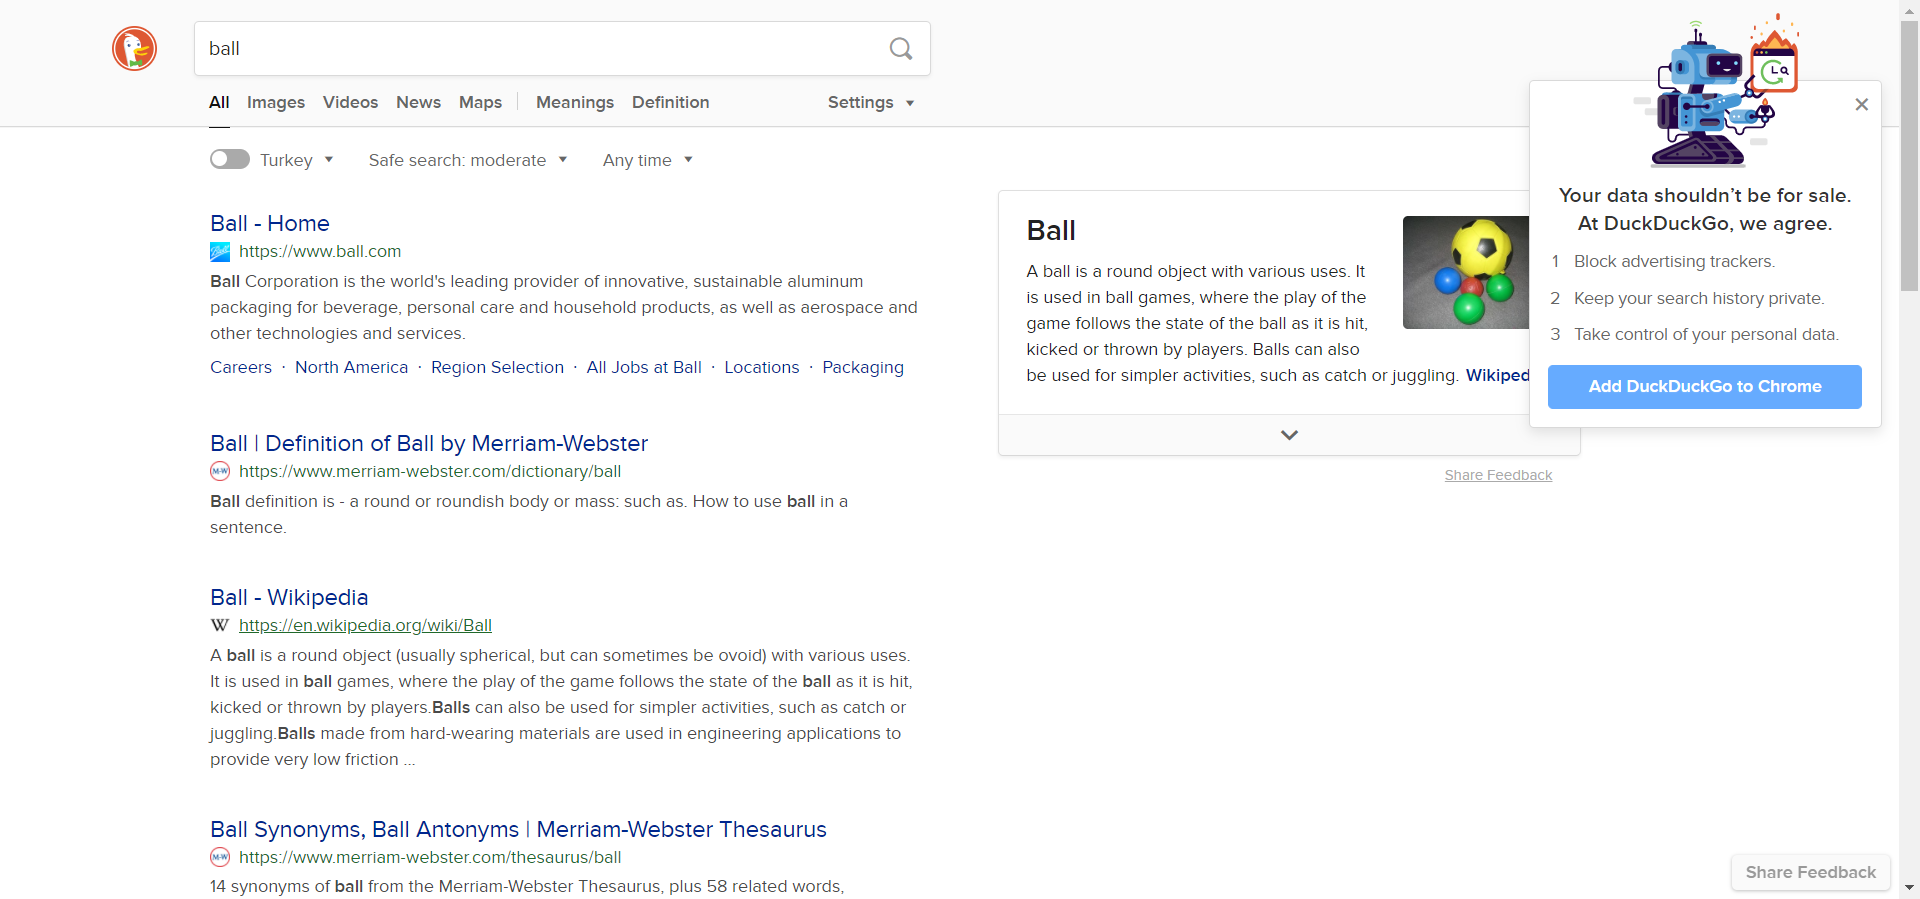 ball
All Images Videos News Maps Meanings Definition Settings
Turkey Safe search: moderate Any time
Ball - Home
https://www.ball.com
Ball Corporation is the world's leading provider of innovative, sustainable aluminum
packaging for beverage, personal care and household products, as well as aerospace and
other technologies and services.
Careers · North America · Region Selection · All Jobs at Ball · Locations · Packaging
Ball | Definition of Ball by Merriam-Webster
M-W https://www.merriam-webster.com/dictionary/ball
Ball definition is - a round or roundish body or mass: such as. How to use ball in a
sentence.
Ball - Wikipedia
W https://en.wikipedia.org/wiki/Ball
A ball is a round object (usually spherical, but can sometimes be ovoid) with various uses.
It is used in ball games, where the play of the game follows the state of the ball as it is hit,
kicked or thrown by players.Balls can also be used for simpler activities, such as catch or
juggling.Balls made from hard-wearing materials are used in engineering applications to
provide very low friction ...
Ball Synonyms, Ball Antonyms | Merriam-Webster Thesaurus
M-W https://www.merriam-webster.com/thesaurus/ball
14 synonyms of ball from the Merriam-Webster Thesaurus, plus 58 related words,
Ball
A ball is a round object with various uses. It
is used in ball games, where the play of the
game follows the state of the ball as it is hit,
kicked or thrown by players. Balls can also
be used for simpler activities, such as catch or juggling. Wikiped
Share Feedback
Your data shouldn't be for sale.
At DuckDuckGo, we agree.
1 Block advertising trackers.
2 Keep your search history private.
3 Take control of your personal data.
Add DuckDuckGo to Chrome
Share Feedback